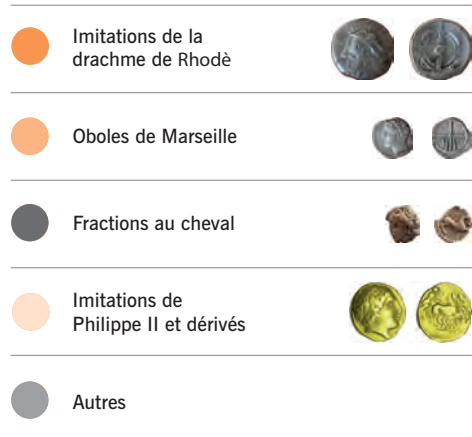 Imitations de la
drachme de Rhodè
Oboles de Marseille
Fractions au cheval
Imitations de
Philippe II et dérivés
Autres